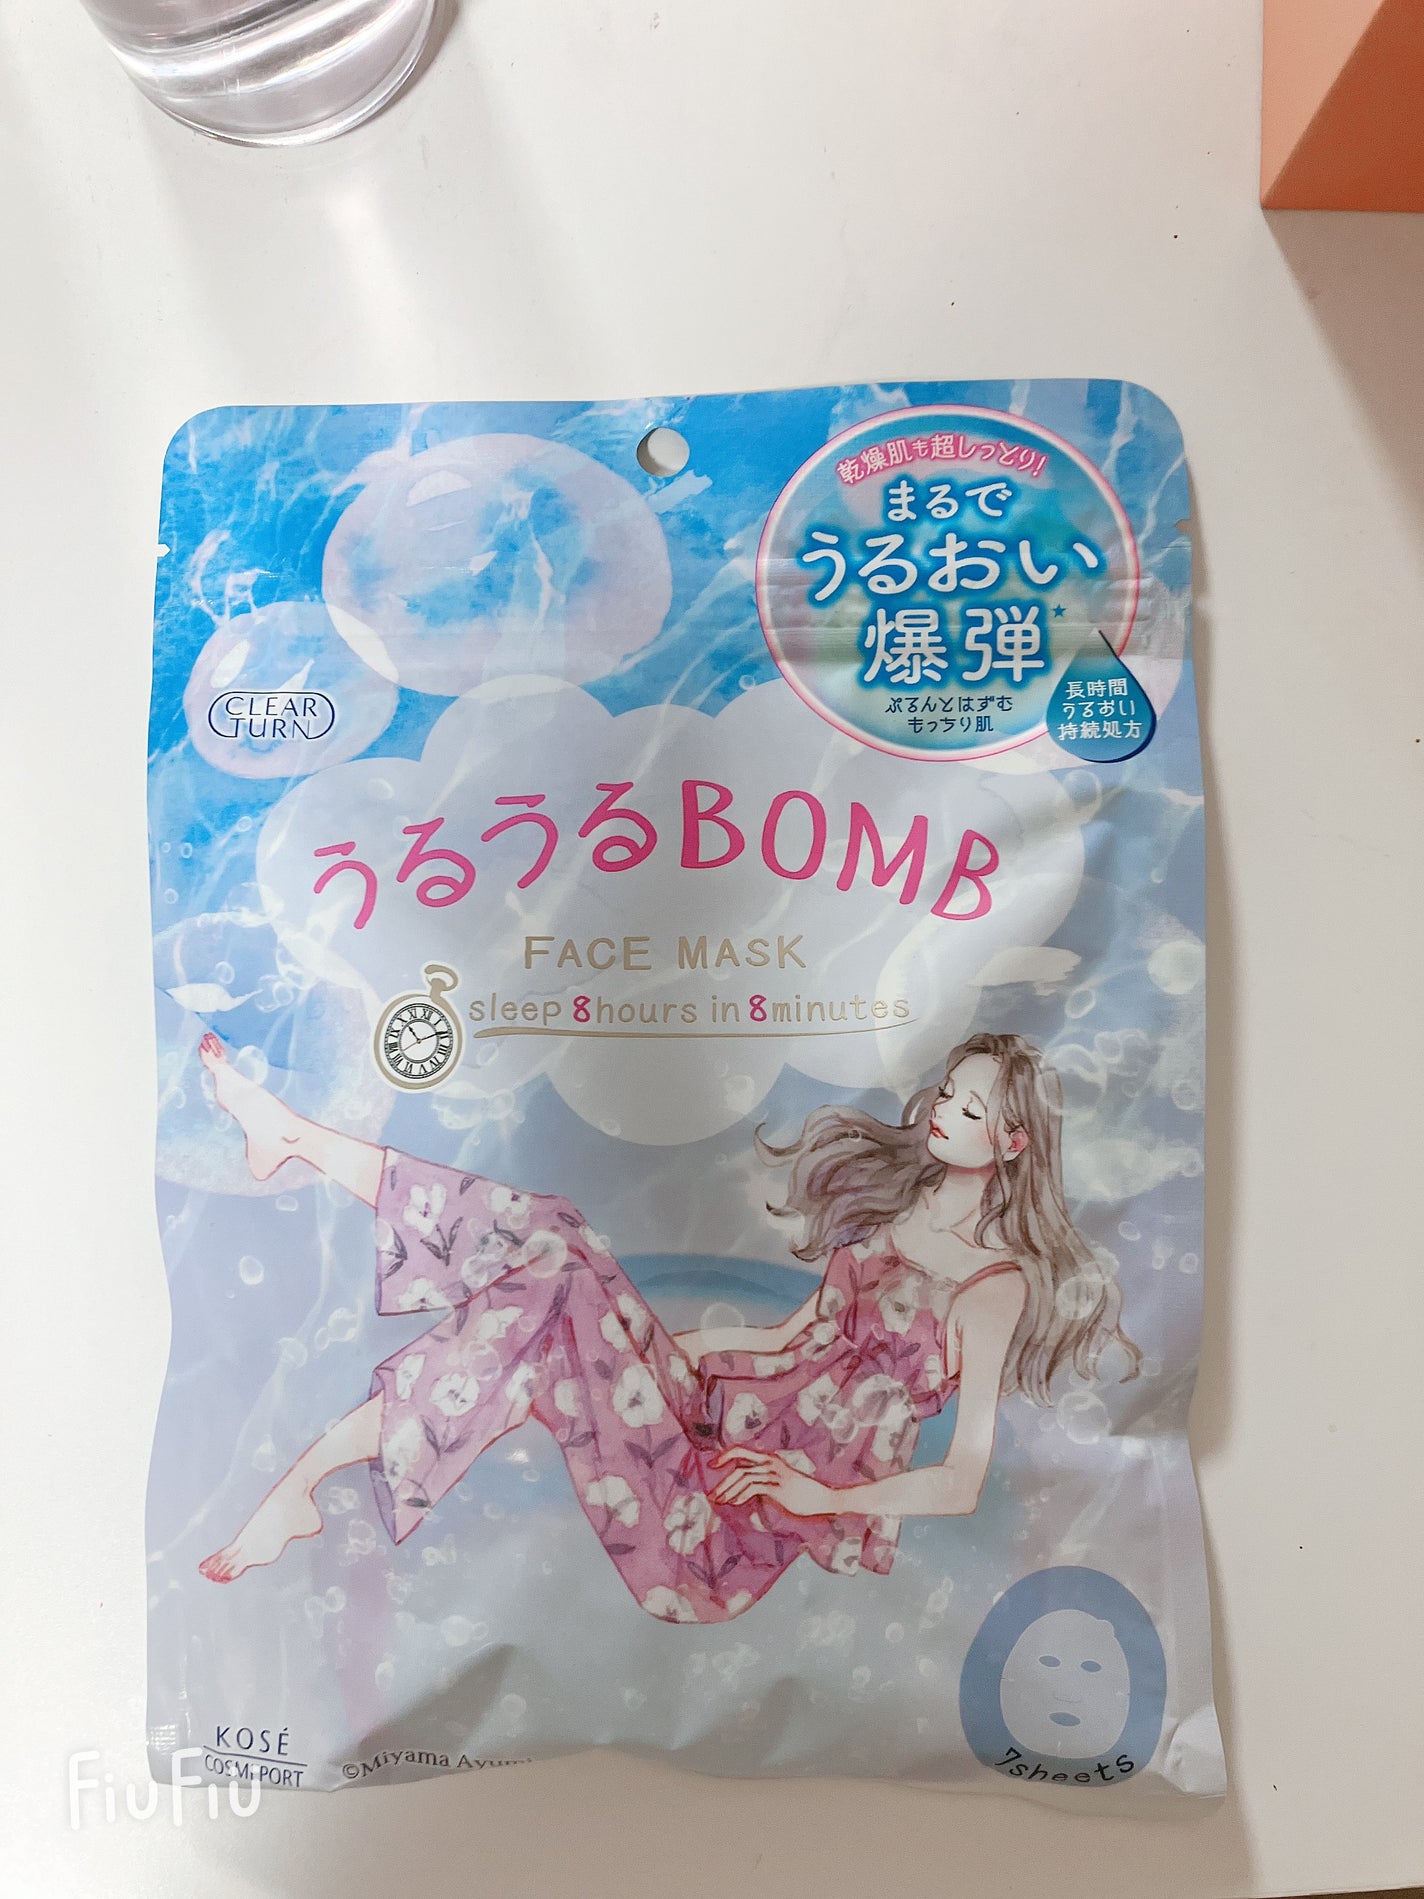 乾燥肌も超しっとり!
まるで
うるおい
爆弾★
ぷるんとはずむ
もっちり肌
長時間
うるおい
持続処方
CLEAR
TURN
うるうるBOMB
FACE MASK
sleep 8hours in 8minutes
7sheets
KOSÉ
COSMEPORT
©Miyama Ayumi
FiuFiu